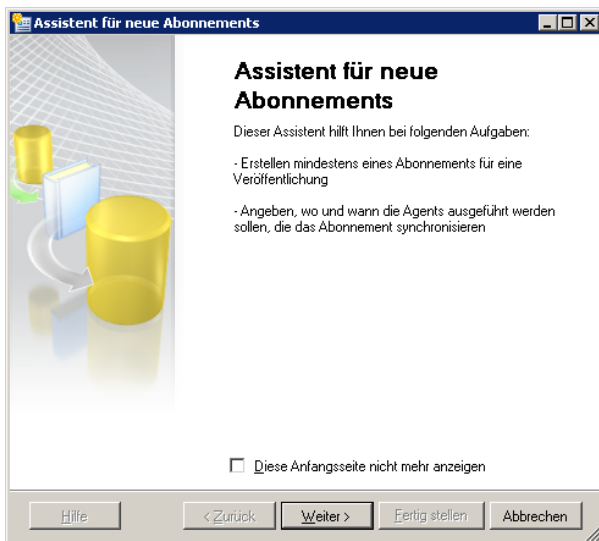 Assistent für neue Abonnements
Assistent für neue
Abonnements
Dieser Assistent hilft Ihnen bei folgenden Aufgaben:
- Erstellen mindestens eines Abonnements für eine
Veröffentlichung
- Angeben, wo und wann die Agents ausgeführt werden
sollen, die das Abonnement synchronisieren
Diese Anfangsseite nicht mehr anzeigen
Hilfe
< Zurück
Weiter >
Fertig stellen
Abbrechen